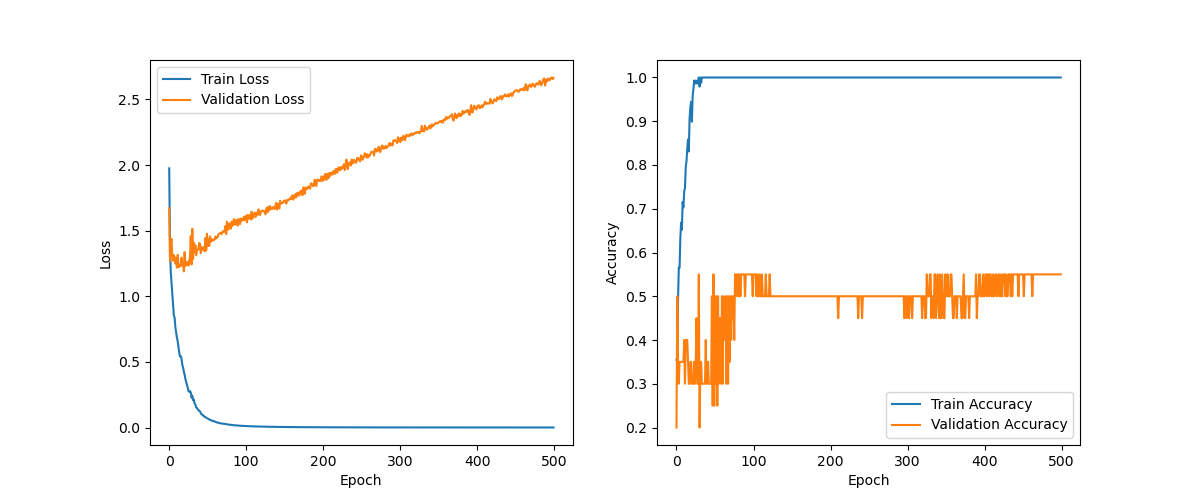 Train Loss
Validation Loss
2.5
2.0
1.5
1.0
0.5
0.0
Loss
0 100 200 300 400 500
Epoch
1.0
0.9
0.8
0.7
0.6
0.5
0.4
0.3
0.2
Accuracy
Train Accuracy
Validation Accuracy
0 100 200 300 400 500
Epoch